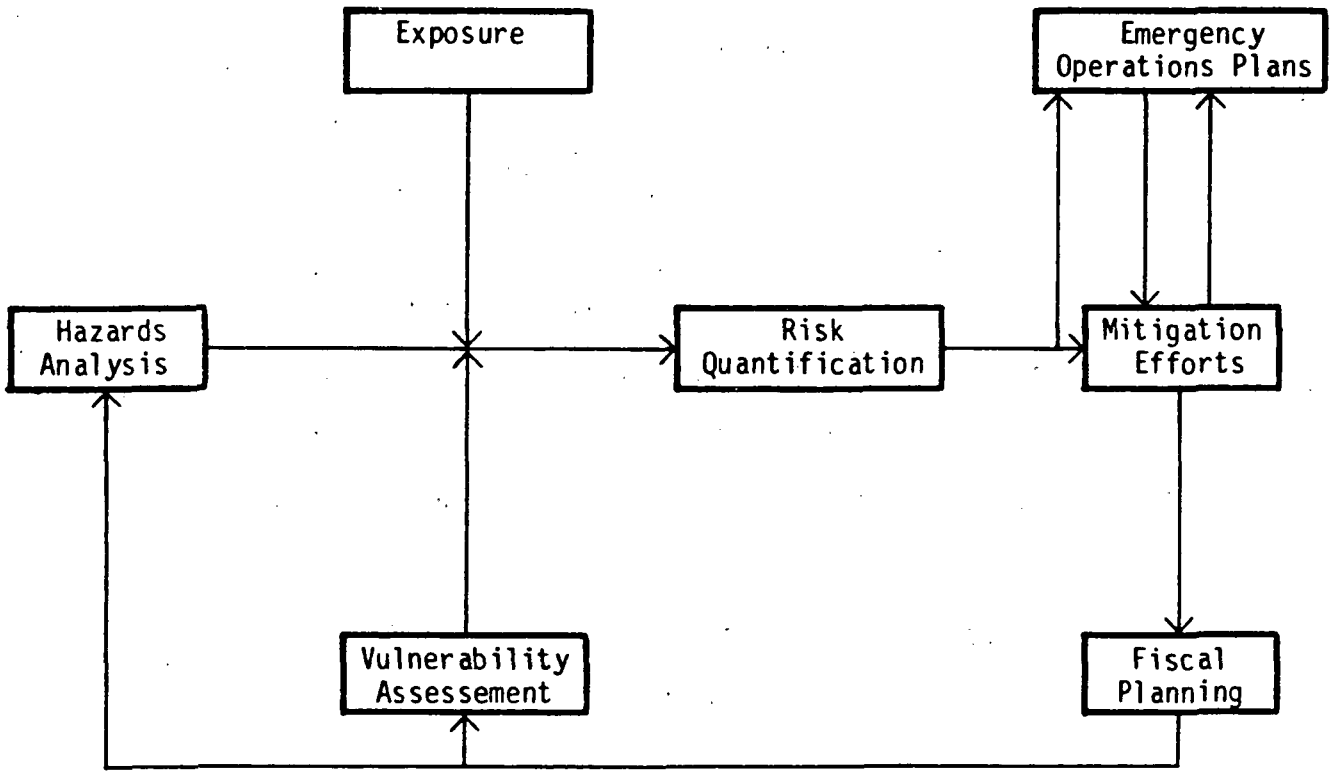 Exposure
Emergency
Operations Plans
Hazards
Analysis
Risk
Quantification
Mitigation
Efforts
Vulnerability
Assessement
Fiscal
Planning